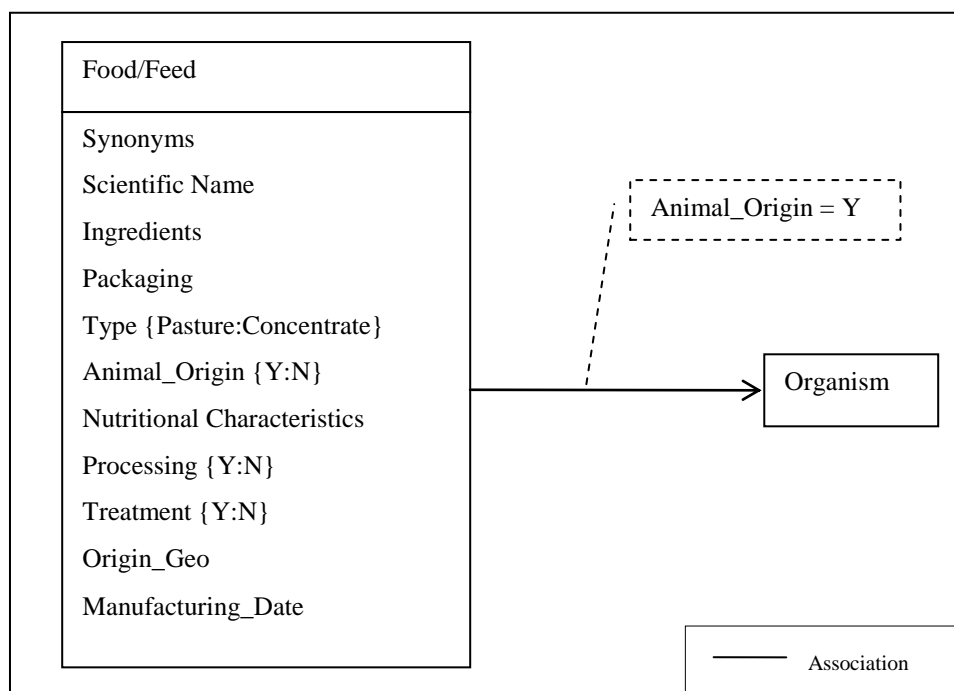 Food/Feed
Synonyms
Scientific Name
Ingredients
Packaging
Type {Pasture:Concentrate}
Animal_Origin {Y:N}
Nutritional Characteristics
Processing {Y:N}
Treatment {Y:N}
Origin_Geo
Manufacturing_Date
Animal_Origin = Y
Organism
Association